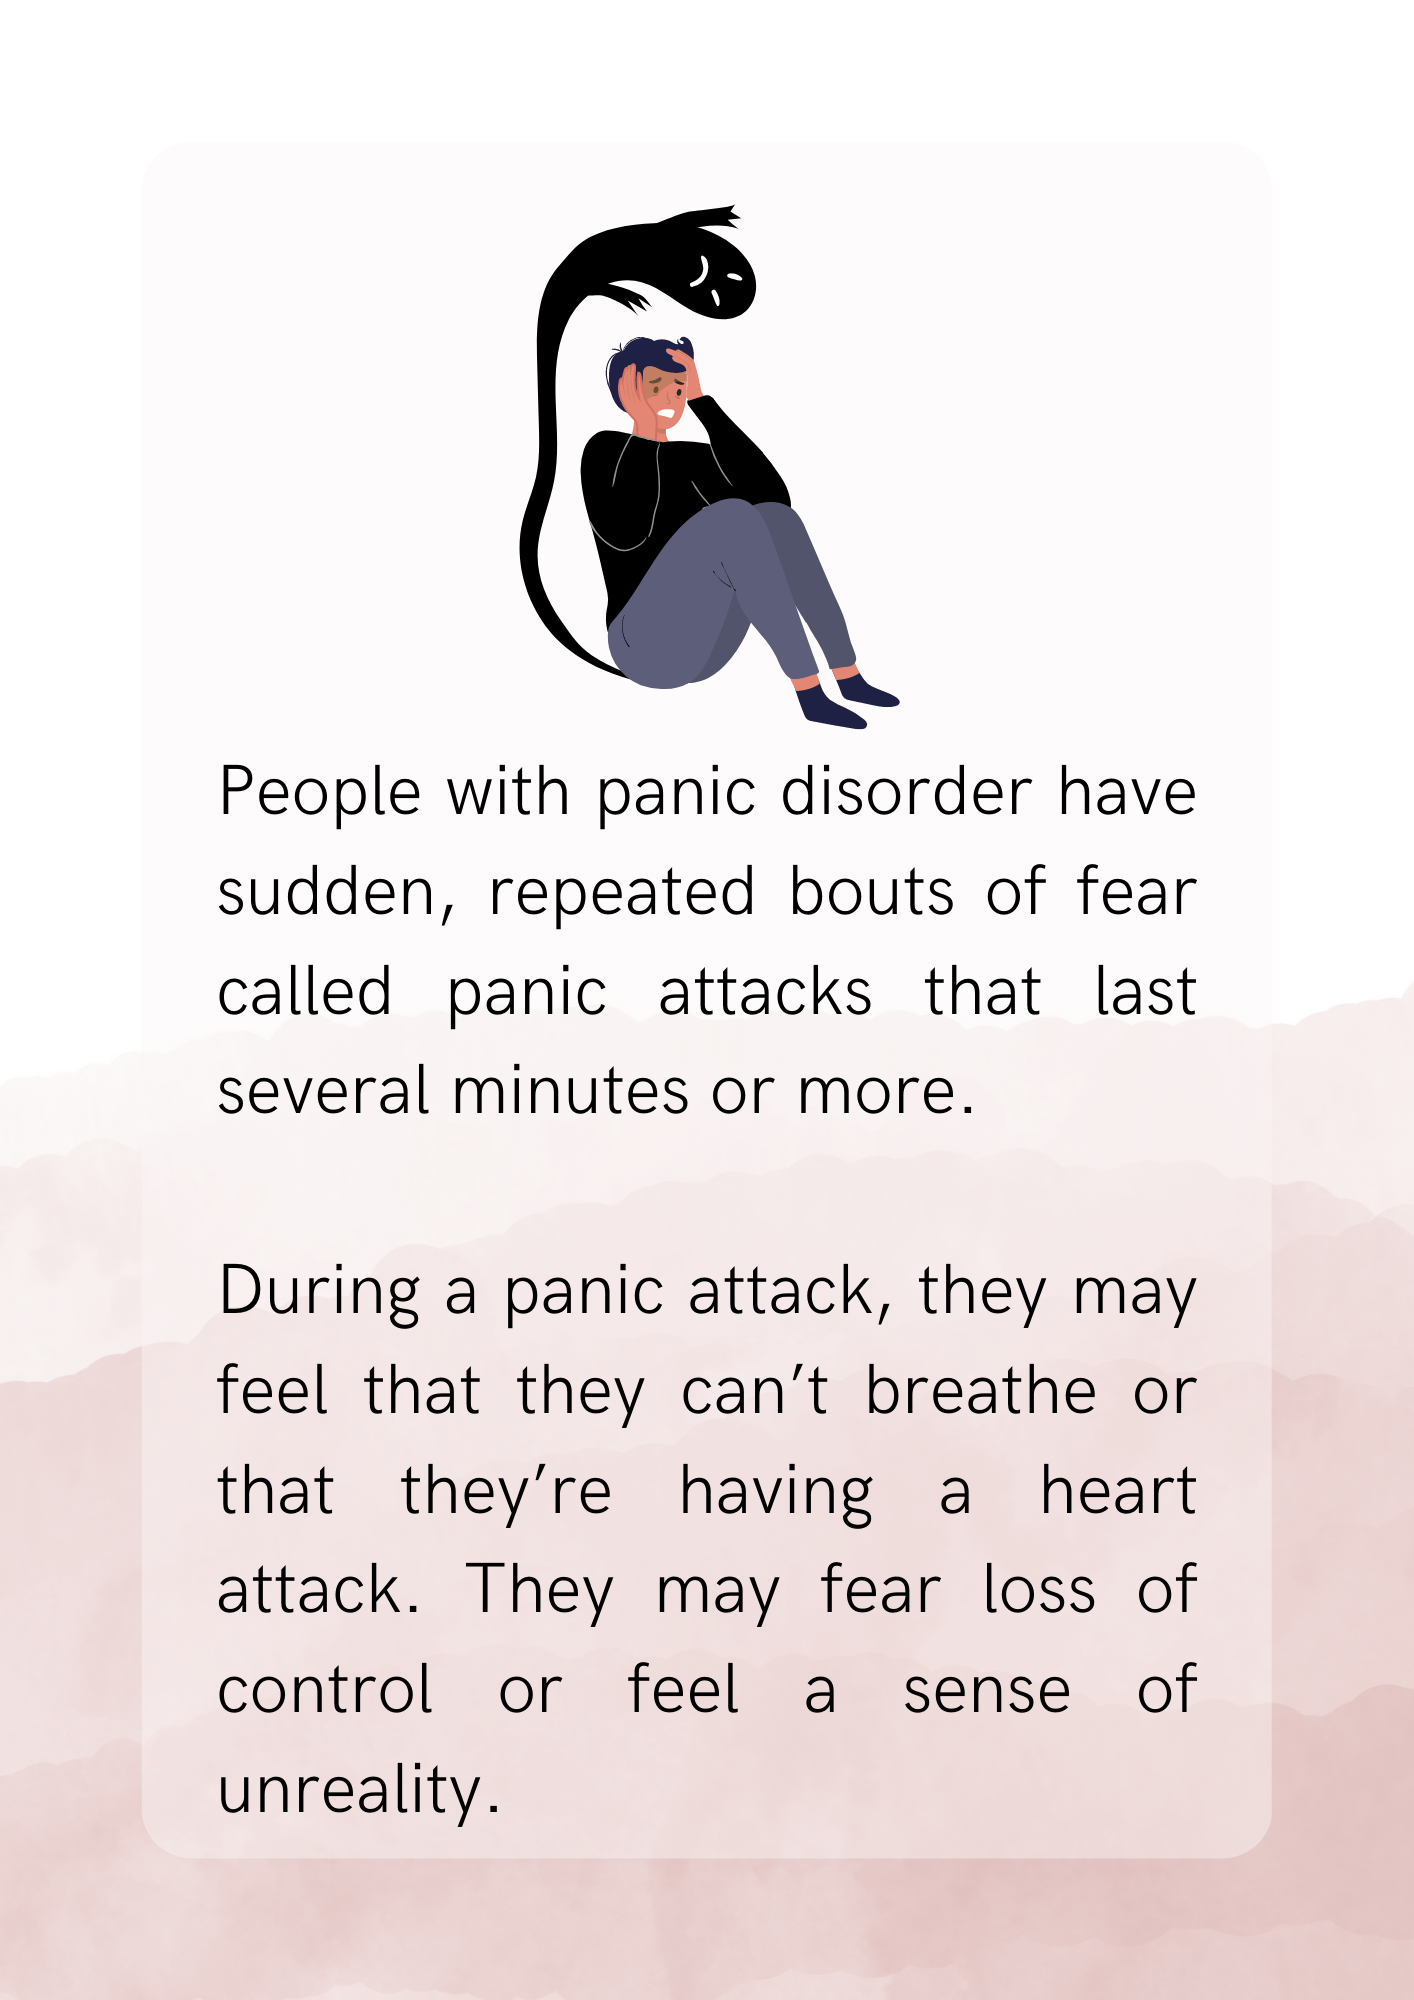 People with panic disorder have
sudden, repeated bouts of fear
called panic attacks that last
several minutes or more.
During a panic attack, they may
feel that they can’t breathe or
that they’re having a heart
attack. They may fear loss of
control or feel a sense of
unreality.